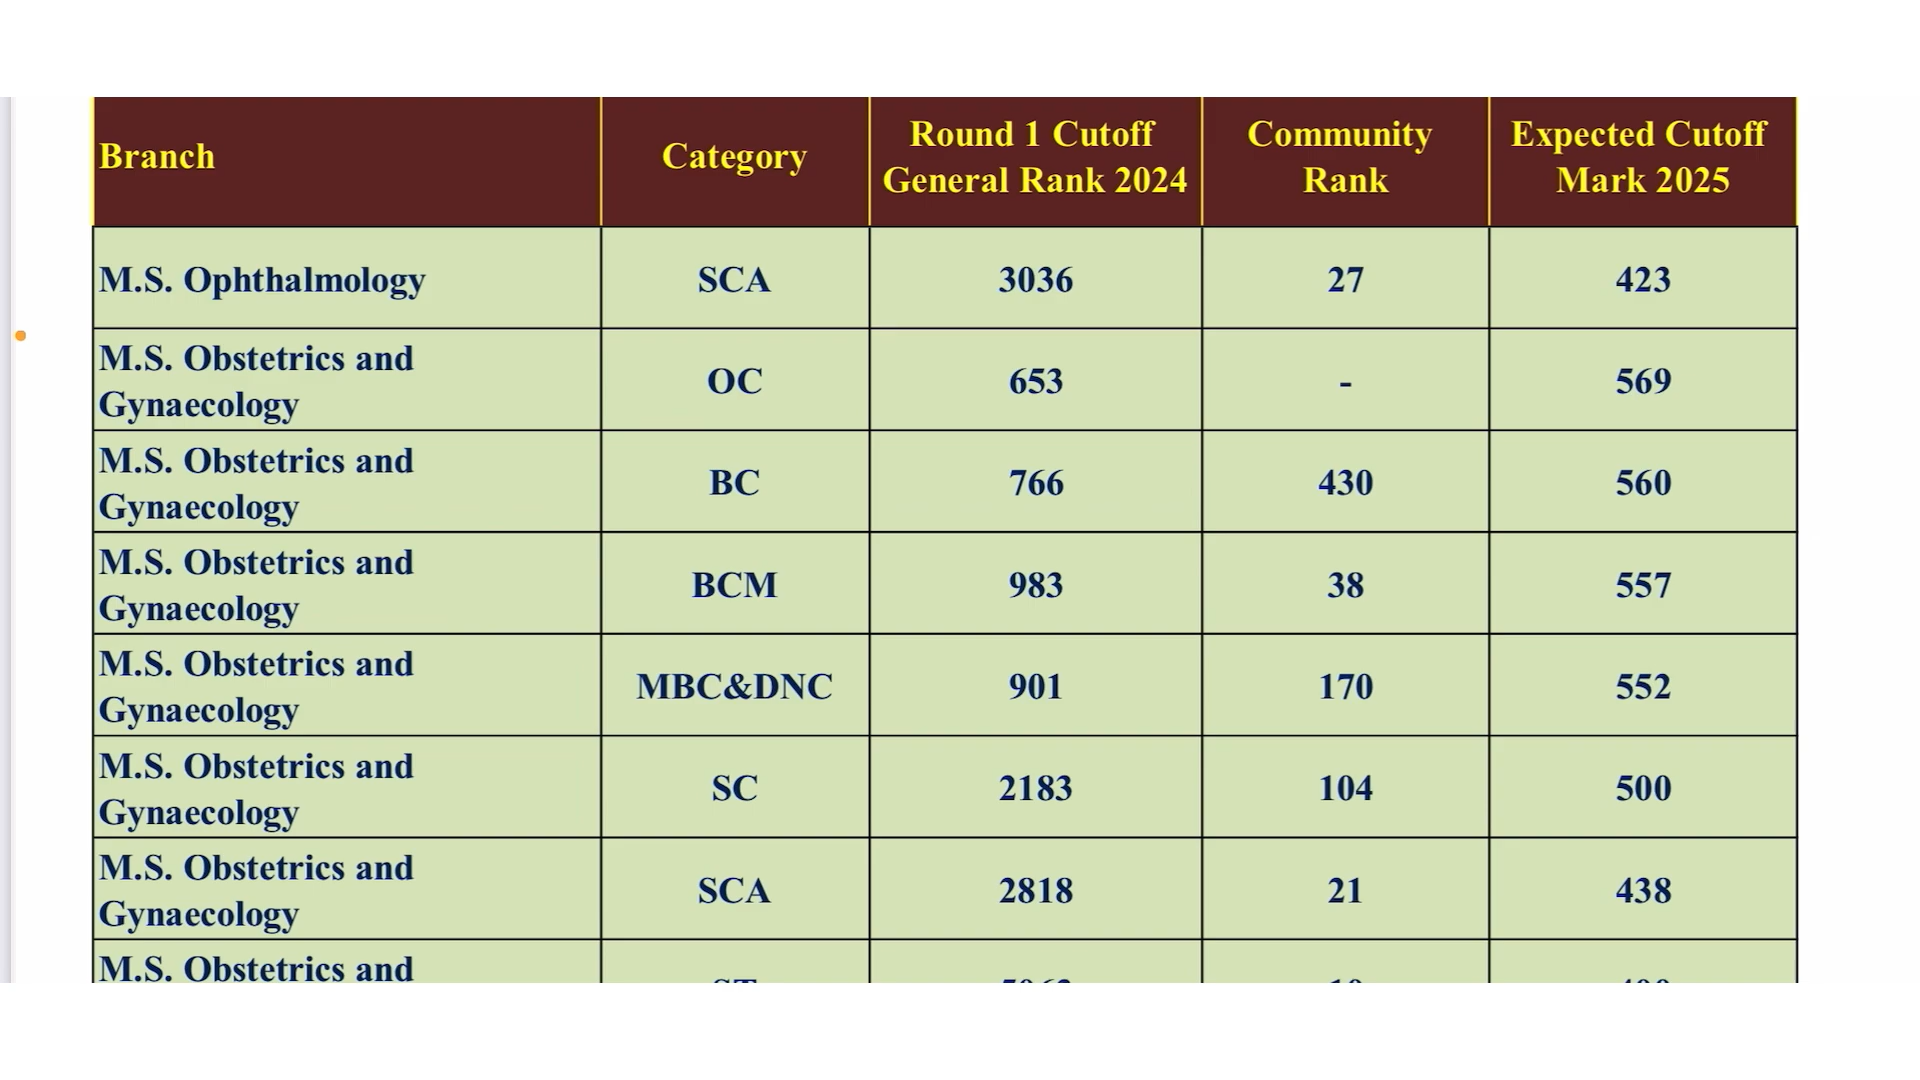 Branch
Category
Round 1 Cutoff
General Rank 2024
Community
Rank
Expected Cutoff
Mark 2025
M.S. Ophthalmology
SCA
3036
27
423
M.S. Obstetrics and
Gynaecology
OC
653
-
569
M.S. Obstetrics and
Gynaecology
BC
766
430
560
M.S. Obstetrics and
Gynaecology
BCM
983
38
557
M.S. Obstetrics and
Gynaecology
MBC&DNC
901
170
552
M.S. Obstetrics and
Gynaecology
SC
2183
104
500
M.S. Obstetrics and
Gynaecology
SCA
2818
21
438
M.S. Obstetrics and